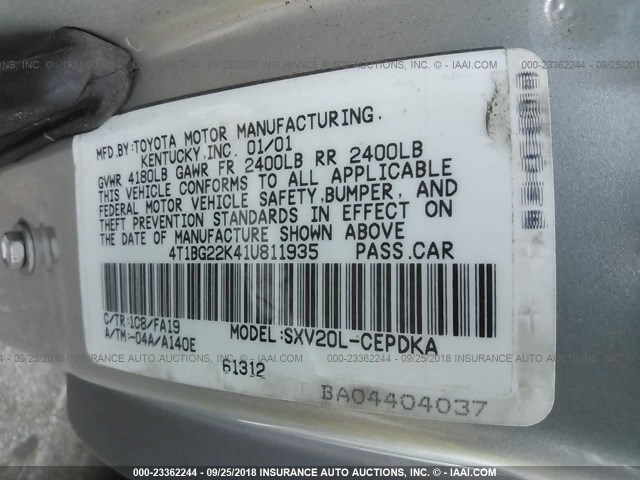 MFD.BY:TOYOTA MOTOR MANUFACTURING,
KENTUCKY,INC. 01/01
GVWR 4180LB GAWR FR 2400LB RR 2400LB
THIS VEHICLE CONFORMS TO ALL APPLICABLE
FEDERAL MOTOR VEHICLE SAFETY,BUMPER, AND
THEFT PREVENTION STANDARDS IN EFFECT ON
THE DATE OF MANUFACTURE SHOWN ABOVE
4T1BG22K41U811935 PASS.CAR
C/TR:1C8/FA19
A/TM:-04A/A140E
MODEL:SXV20L-CEPDKA
61312
BA04404037
000-23362244 / 09/25/2018 INSURANCE AUTO AUCTIONS, INC. - © IAAI.COM